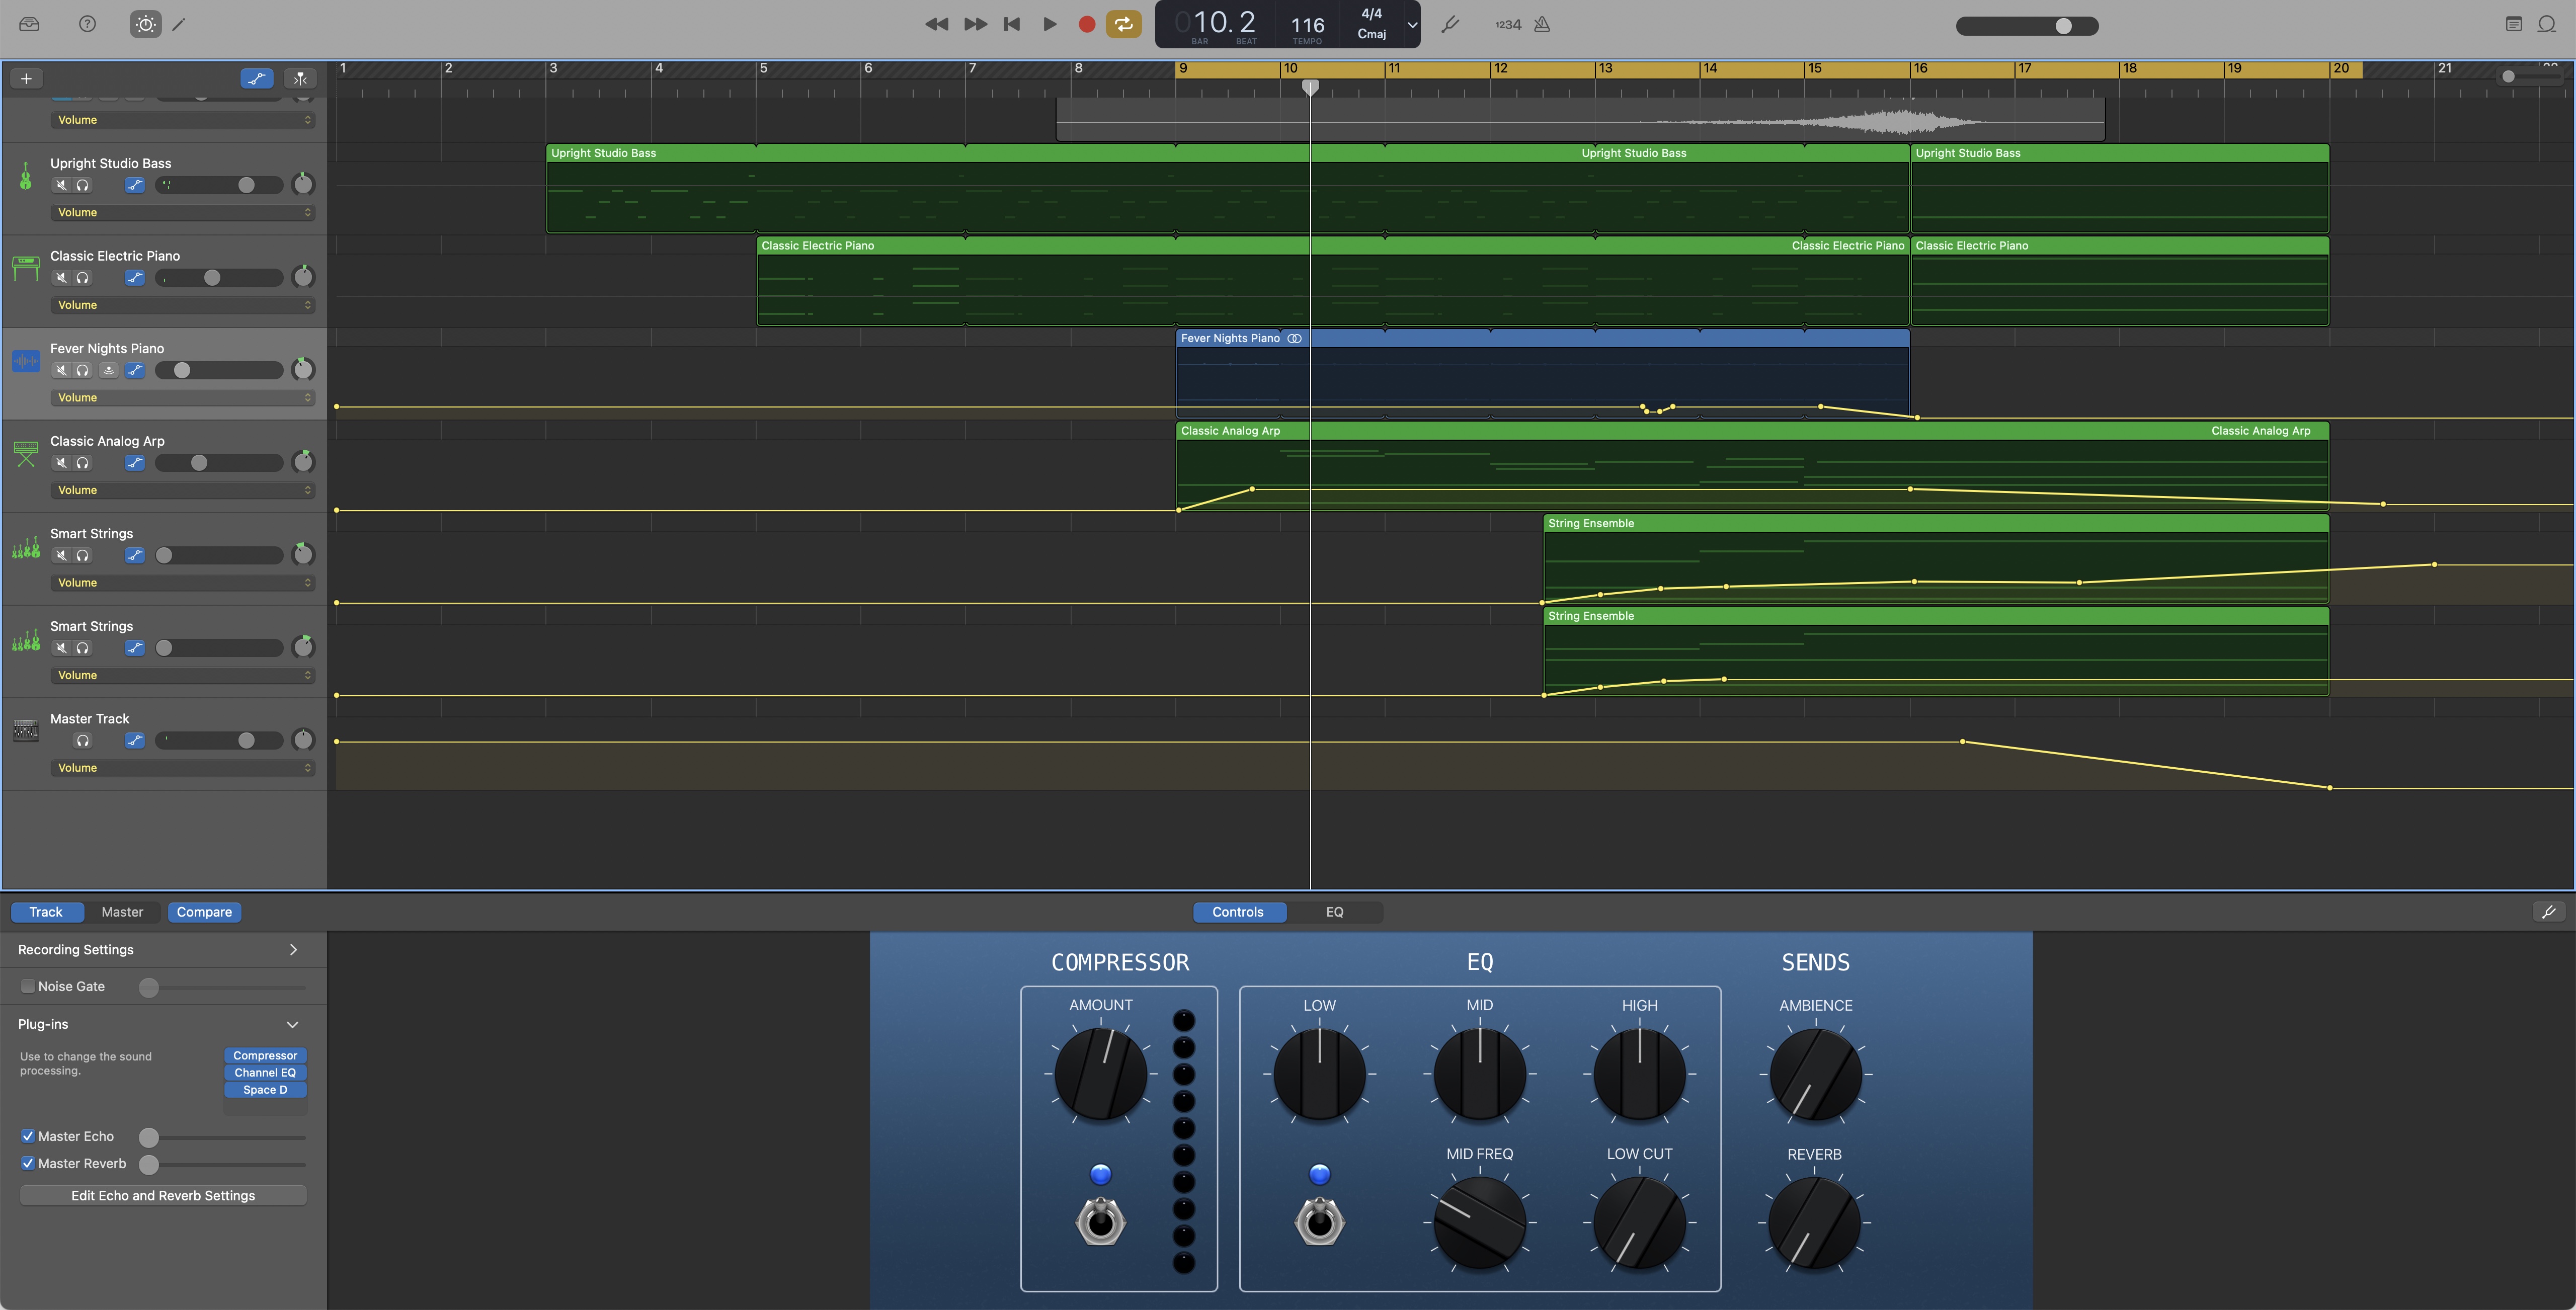 010.2
BAR
BEAT
116
TEMPO
4/4
Cmaj
1234
1 2 3 4 5 6 7 8 9 10 11 12 13 14 15 16 17 18 19 20 21
Volume
Upright Studio Bass
Volume
Upright Studio Bass
Upright Studio Bass
Upright Studio Bass
Classic Electric Piano
Volume
Classic Electric Piano
Classic Electric Piano
Classic Electric Piano
Fever Nights Piano
Volume
Fever Nights Piano
Classic Analog Arp
Volume
Classic Analog Arp
Classic Analog Arp
Smart Strings
Volume
String Ensemble
Smart Strings
Volume
String Ensemble
Master Track
Volume
Track
Master
Compare
Controls
EQ
Recording Settings
Noise Gate
Plug-ins
Use to change the sound
processing.
Compressor
Channel EQ
Space D
Master Echo
Master Reverb
Edit Echo and Reverb Settings
COMPRESSOR
AMOUNT
EQ
LOW
MID
HIGH
MID FREQ
LOW CUT
SENDS
AMBIENCE
REVERB